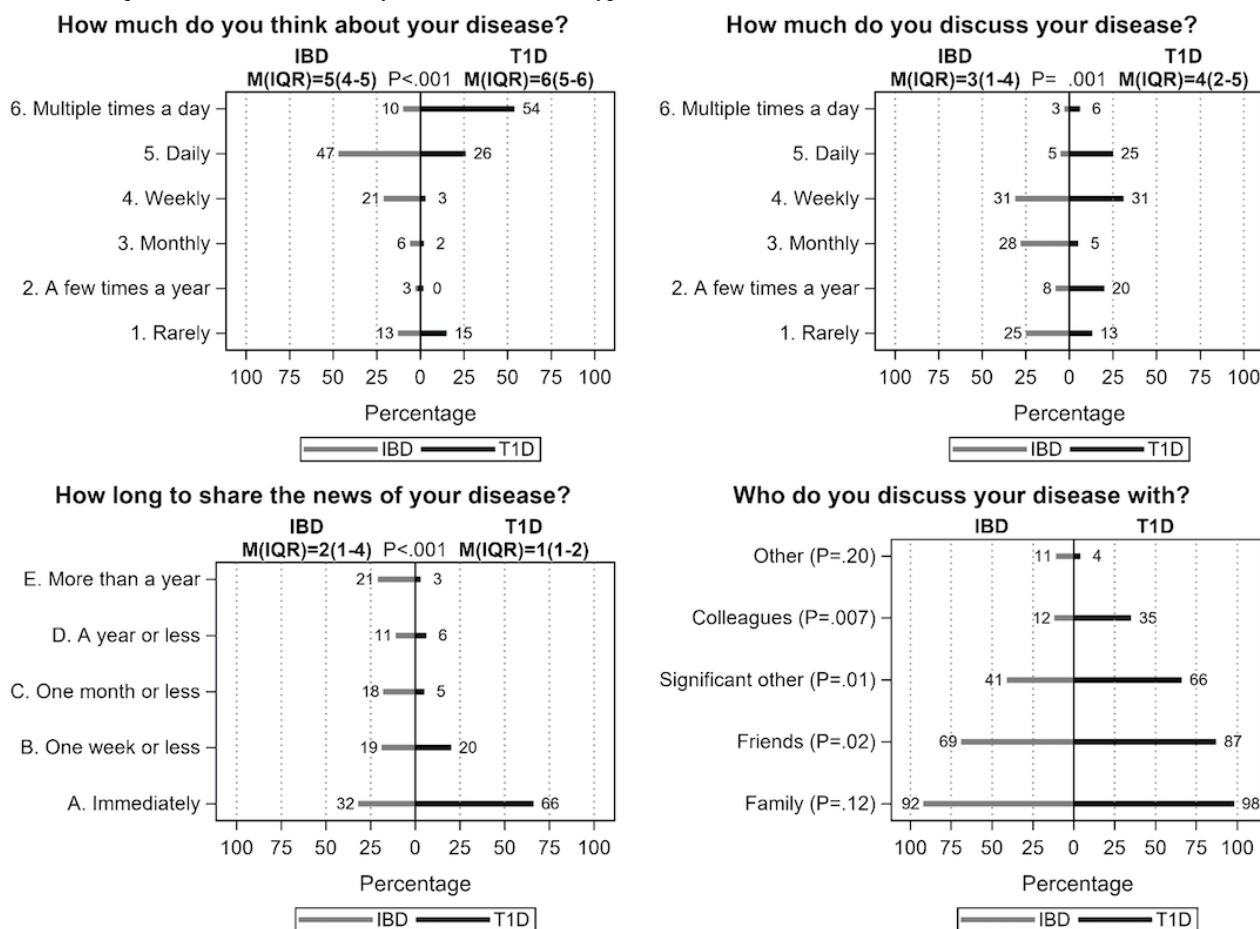 How much do you think about your disease?
IBD T1D
M(IQR)=5(4-5) P<.001 M(IQR)=6(5-6)
6. Multiple times a day 10 54
5. Daily 47 26
4. Weekly 21 3
3. Monthly 6 2
2. A few times a year 3 0
1. Rarely 13 15
100 75 50 25 0 25 50 75 100
Percentage
IBD T1D
How much do you discuss your disease?
IBD T1D
M(IQR)=3(1-4) P= .001 M(IQR)=4(2-5)
6. Multiple times a day 3 6
5. Daily 5 25
4. Weekly 31 31
3. Monthly 28 5
2. A few times a year 8 20
1. Rarely 25 13
100 75 50 25 0 25 50 75 100
Percentage
IBD T1D
How long to share the news of your disease?
IBD T1D
M(IQR)=2(1-4) P<.001 M(IQR)=1(1-2)
E. More than a year 21 3
D. A year or less 11 6
C. One month or less 18 5
B. One week or less 19 20
A. Immediately 32 66
100 75 50 25 0 25 50 75 100
Percentage
IBD T1D
Who do you discuss your disease with?
IBD T1D
Other (P=.20) 11 4
Colleagues (P=.007) 12 35
Significant other (P=.01) 41 66
Friends (P=.02) 69 87
Family (P=.12) 92 98
100 75 50 25 0 25 50 75 100
Percentage
IBD T1D